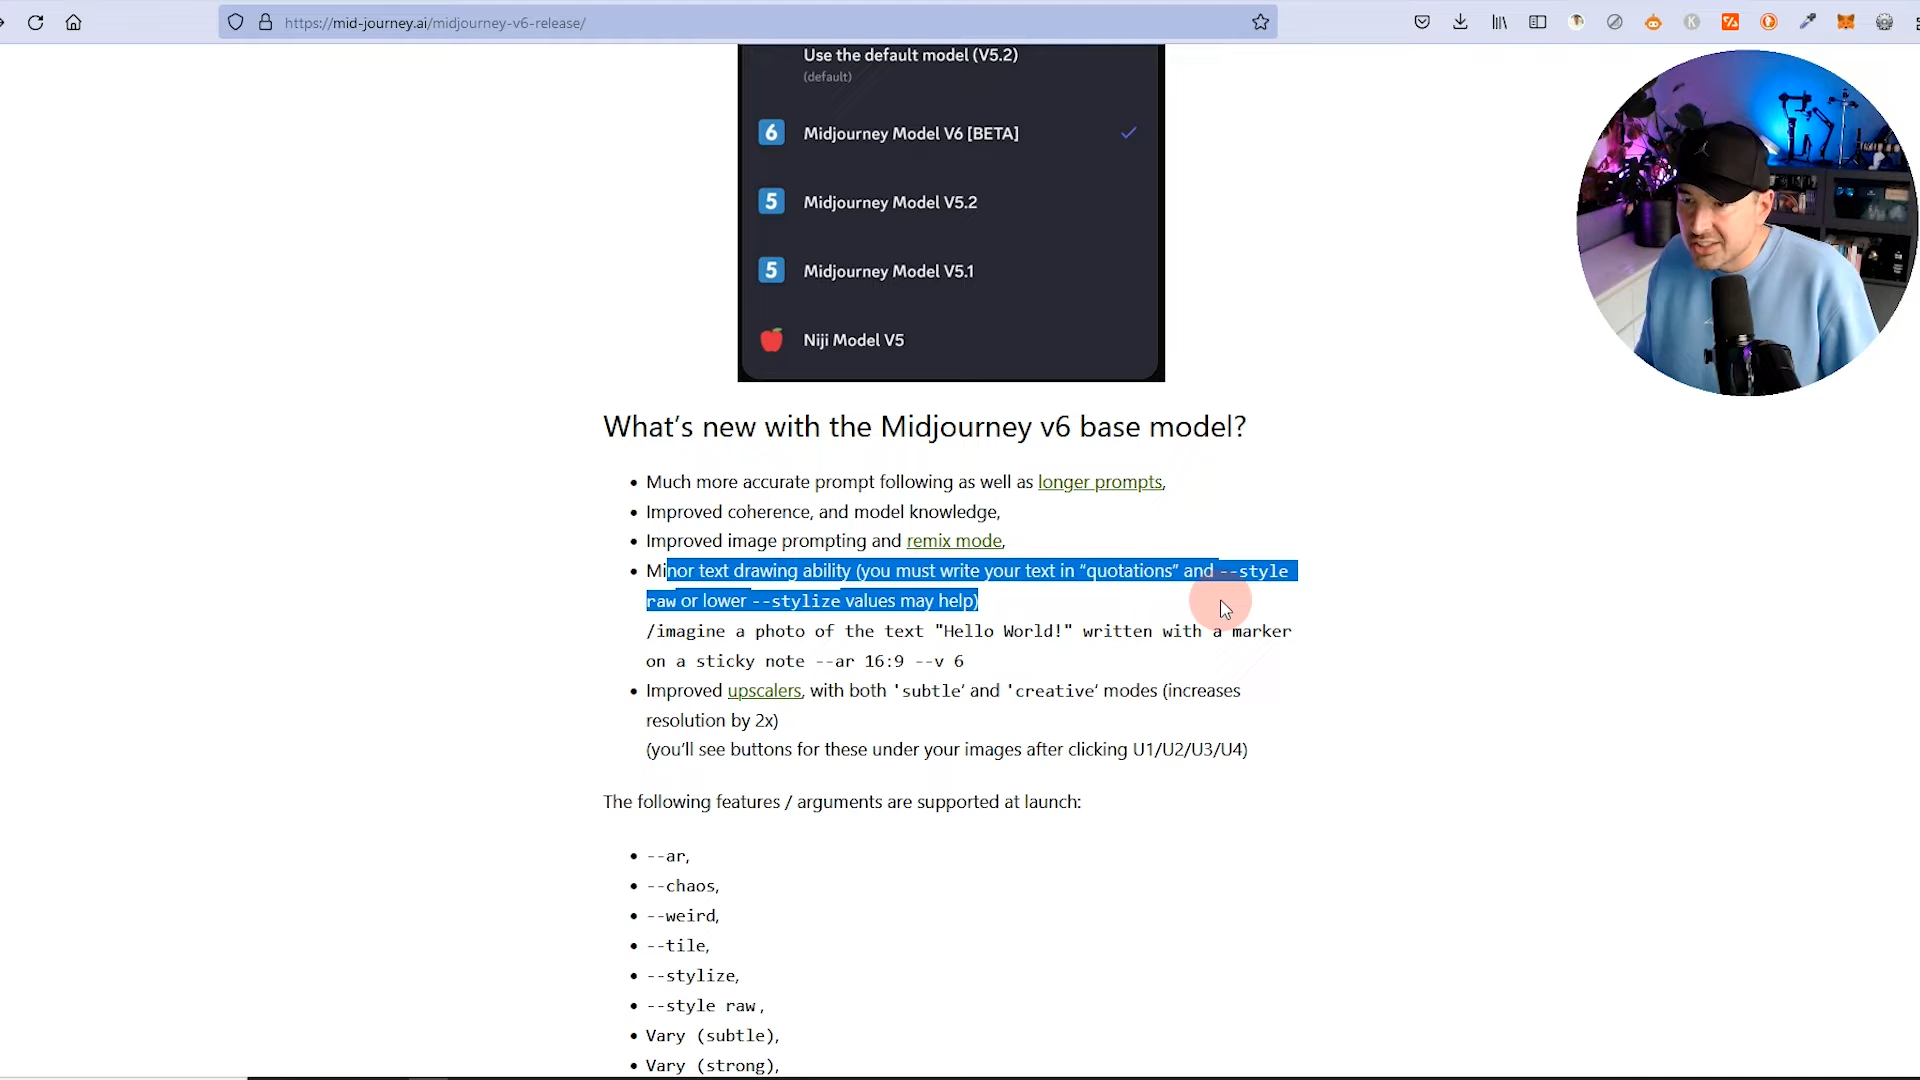 https://mid-journey.ai/midjourney-v6-release/
Use the default model (V5.2)
(default)
6 Midjourney Model V6 [BETA]
5 Midjourney Model V5.2
5 Midjourney Model V5.1
Niji Model V5
What's new with the Midjourney v6 base model?
• Much more accurate prompt following as well as longer prompts,
• Improved coherence, and model knowledge,
• Improved image prompting and remix mode,
• Minor text drawing ability (you must write your text in “quotations” and --style
raw or lower --stylize values may help)
/imagine a photo of the text "Hello World!" written with a marker
on a sticky note --ar 16:9 --v 6
• Improved upscalers, with both 'subtle‘ and 'creative‘ modes (increases
resolution by 2x)
(you’ll see buttons for these under your images after clicking U1/U2/U3/U4)
The following features / arguments are supported at launch:
• --ar,
• --chaos,
• --weird,
• --tile,
• --stylize,
• --style raw,
• Vary (subtle),
• Vary (strong),